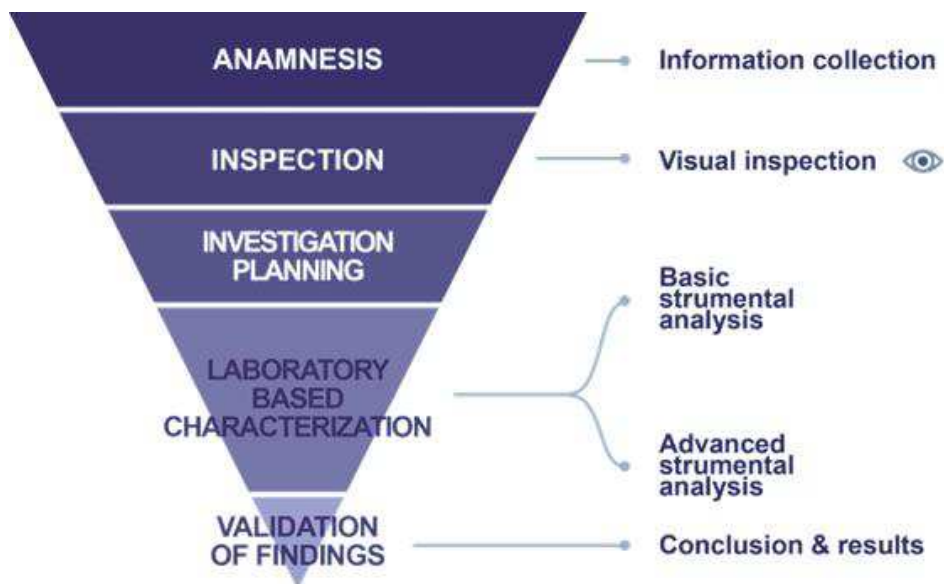 ANAMNESIS
Information collection
INSPECTION
Visual inspection
INVESTIGATION
PLANNING
Basic
strumental
analysis
LABORATORY
BASED
CHARACTERIZATION
Advanced
strumental
analysis
VALIDATION
OF FINDINGS
Conclusion & results